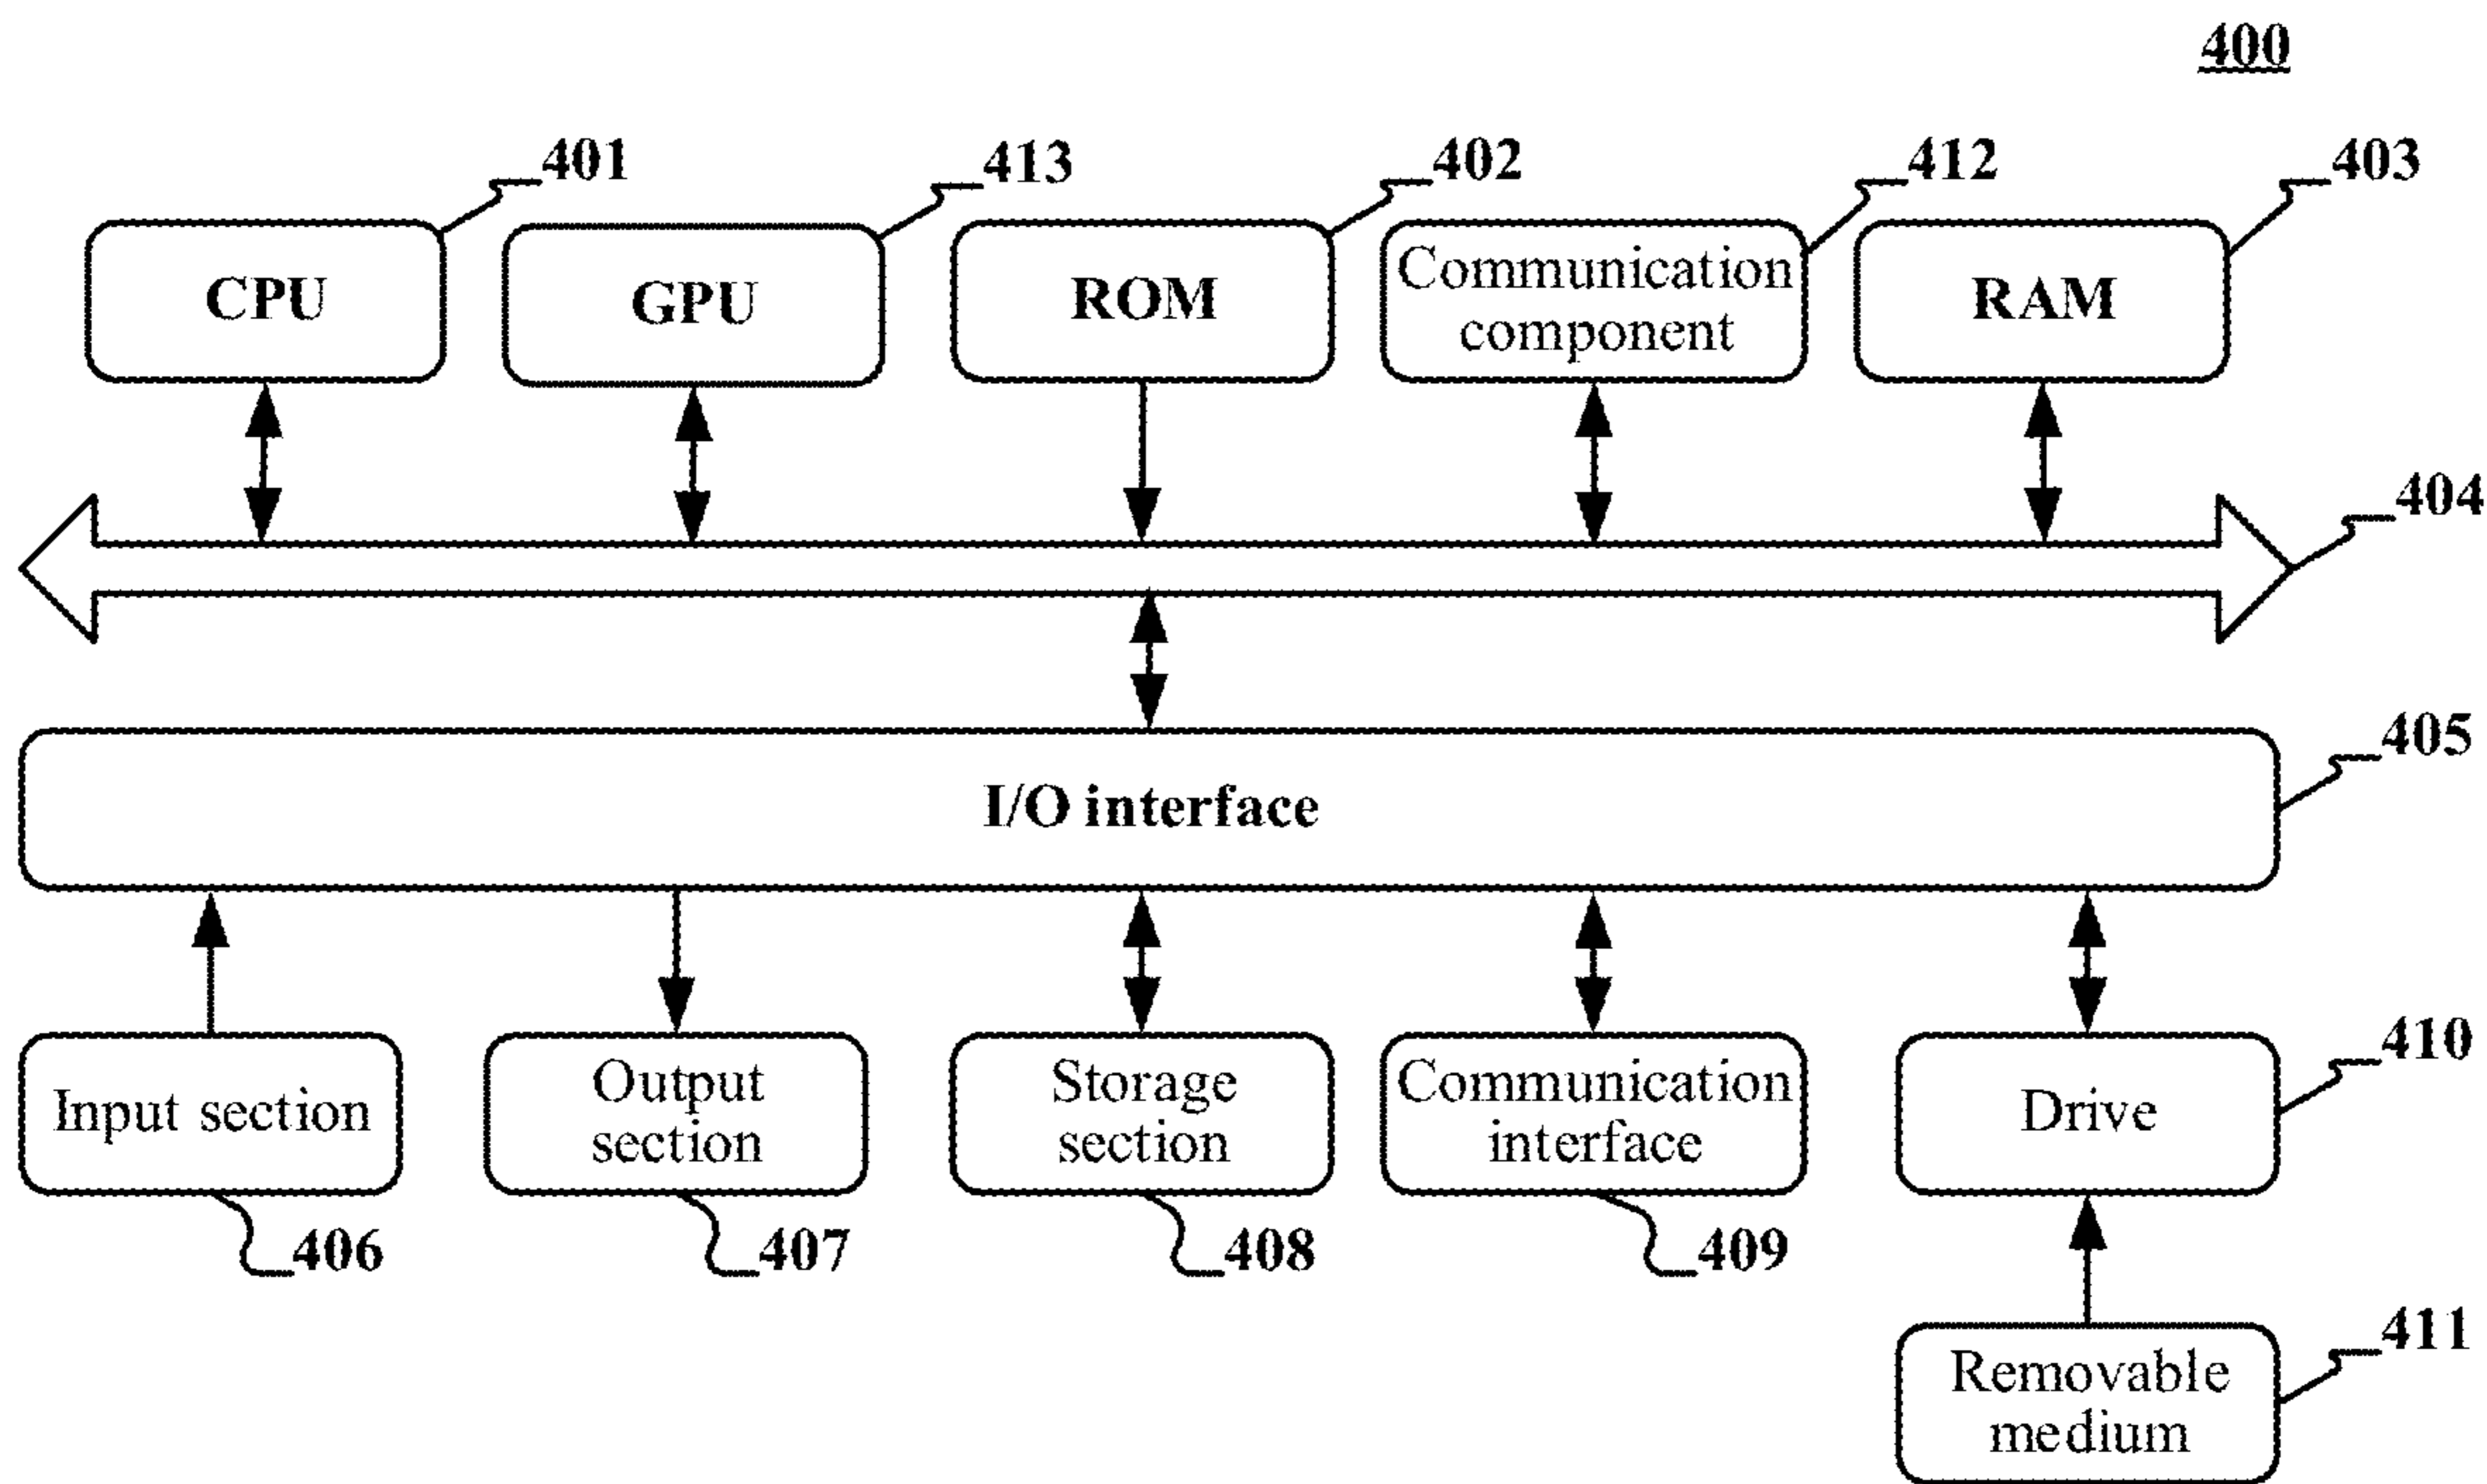 400
401
413
402
412
403
CPU
GPU
ROM
Communication
component
RAM
404
405
I/O interface
410
Input section
Output
section
Storage
section
Communication
interface
Drive
406
407
408
409
411
Removable
medium